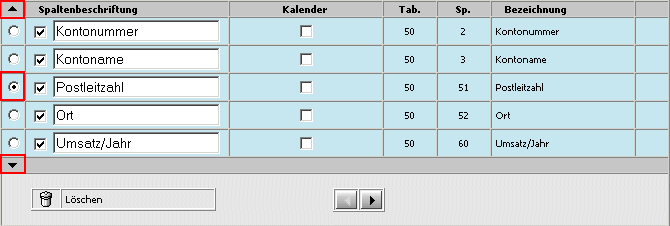 Spaltenbeschriftung Kalender Tab. Sp. Bezeichnung
Kontonummer 50 2 Kontonummer
Kontoname 50 3 Kontoname
Postleitzahl 50 51 Postleitzahl
Ort 50 52 Ort
Umsatz/Jahr 50 60 Umsatz/Jahr
Löschen